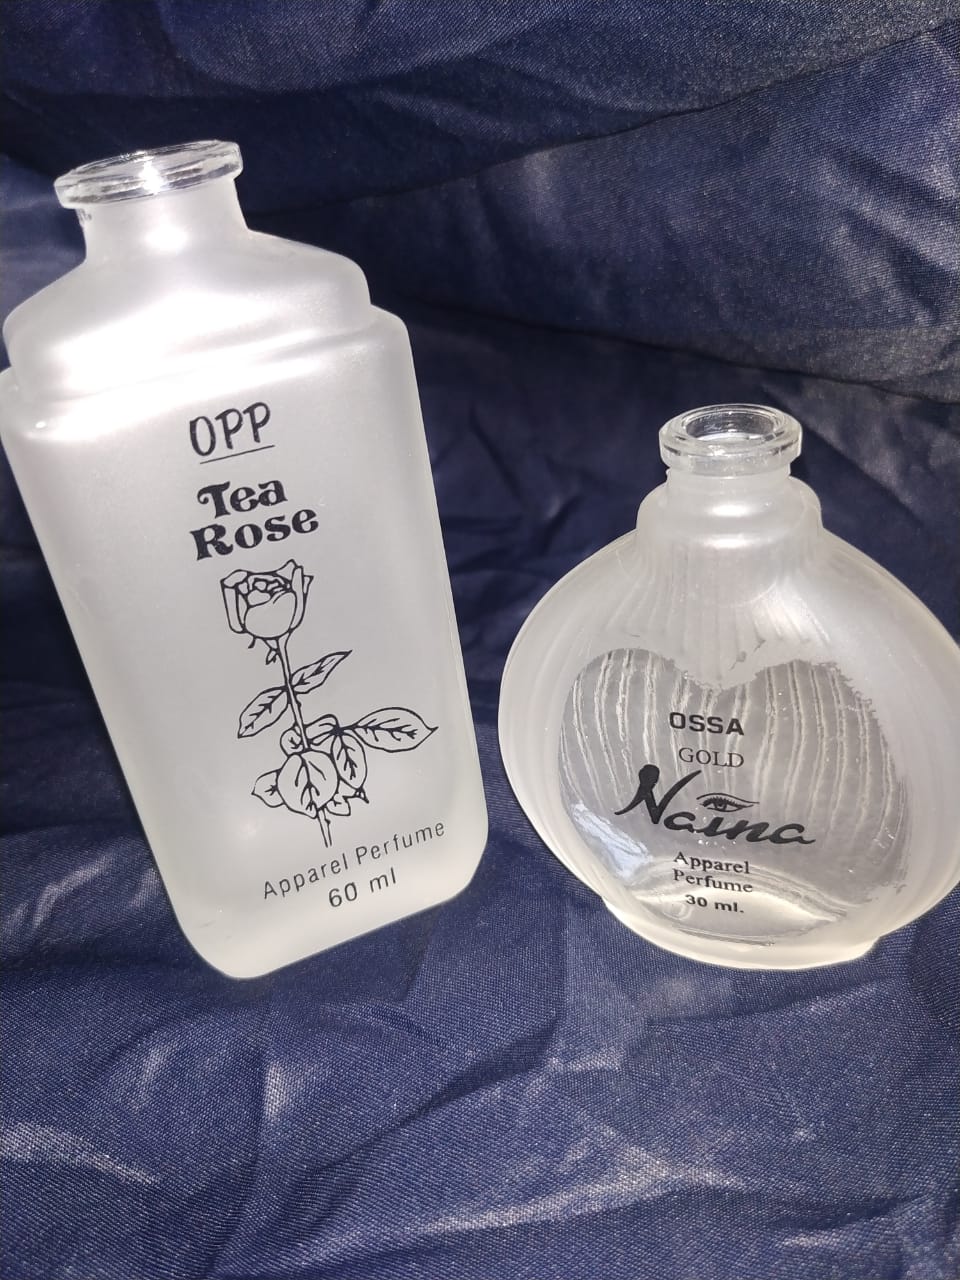 OPP
Tea
Rose
Apparel Perfume
60 ml
OSSA
GOLD
Naina
Apparel
Perfume
30 ml.